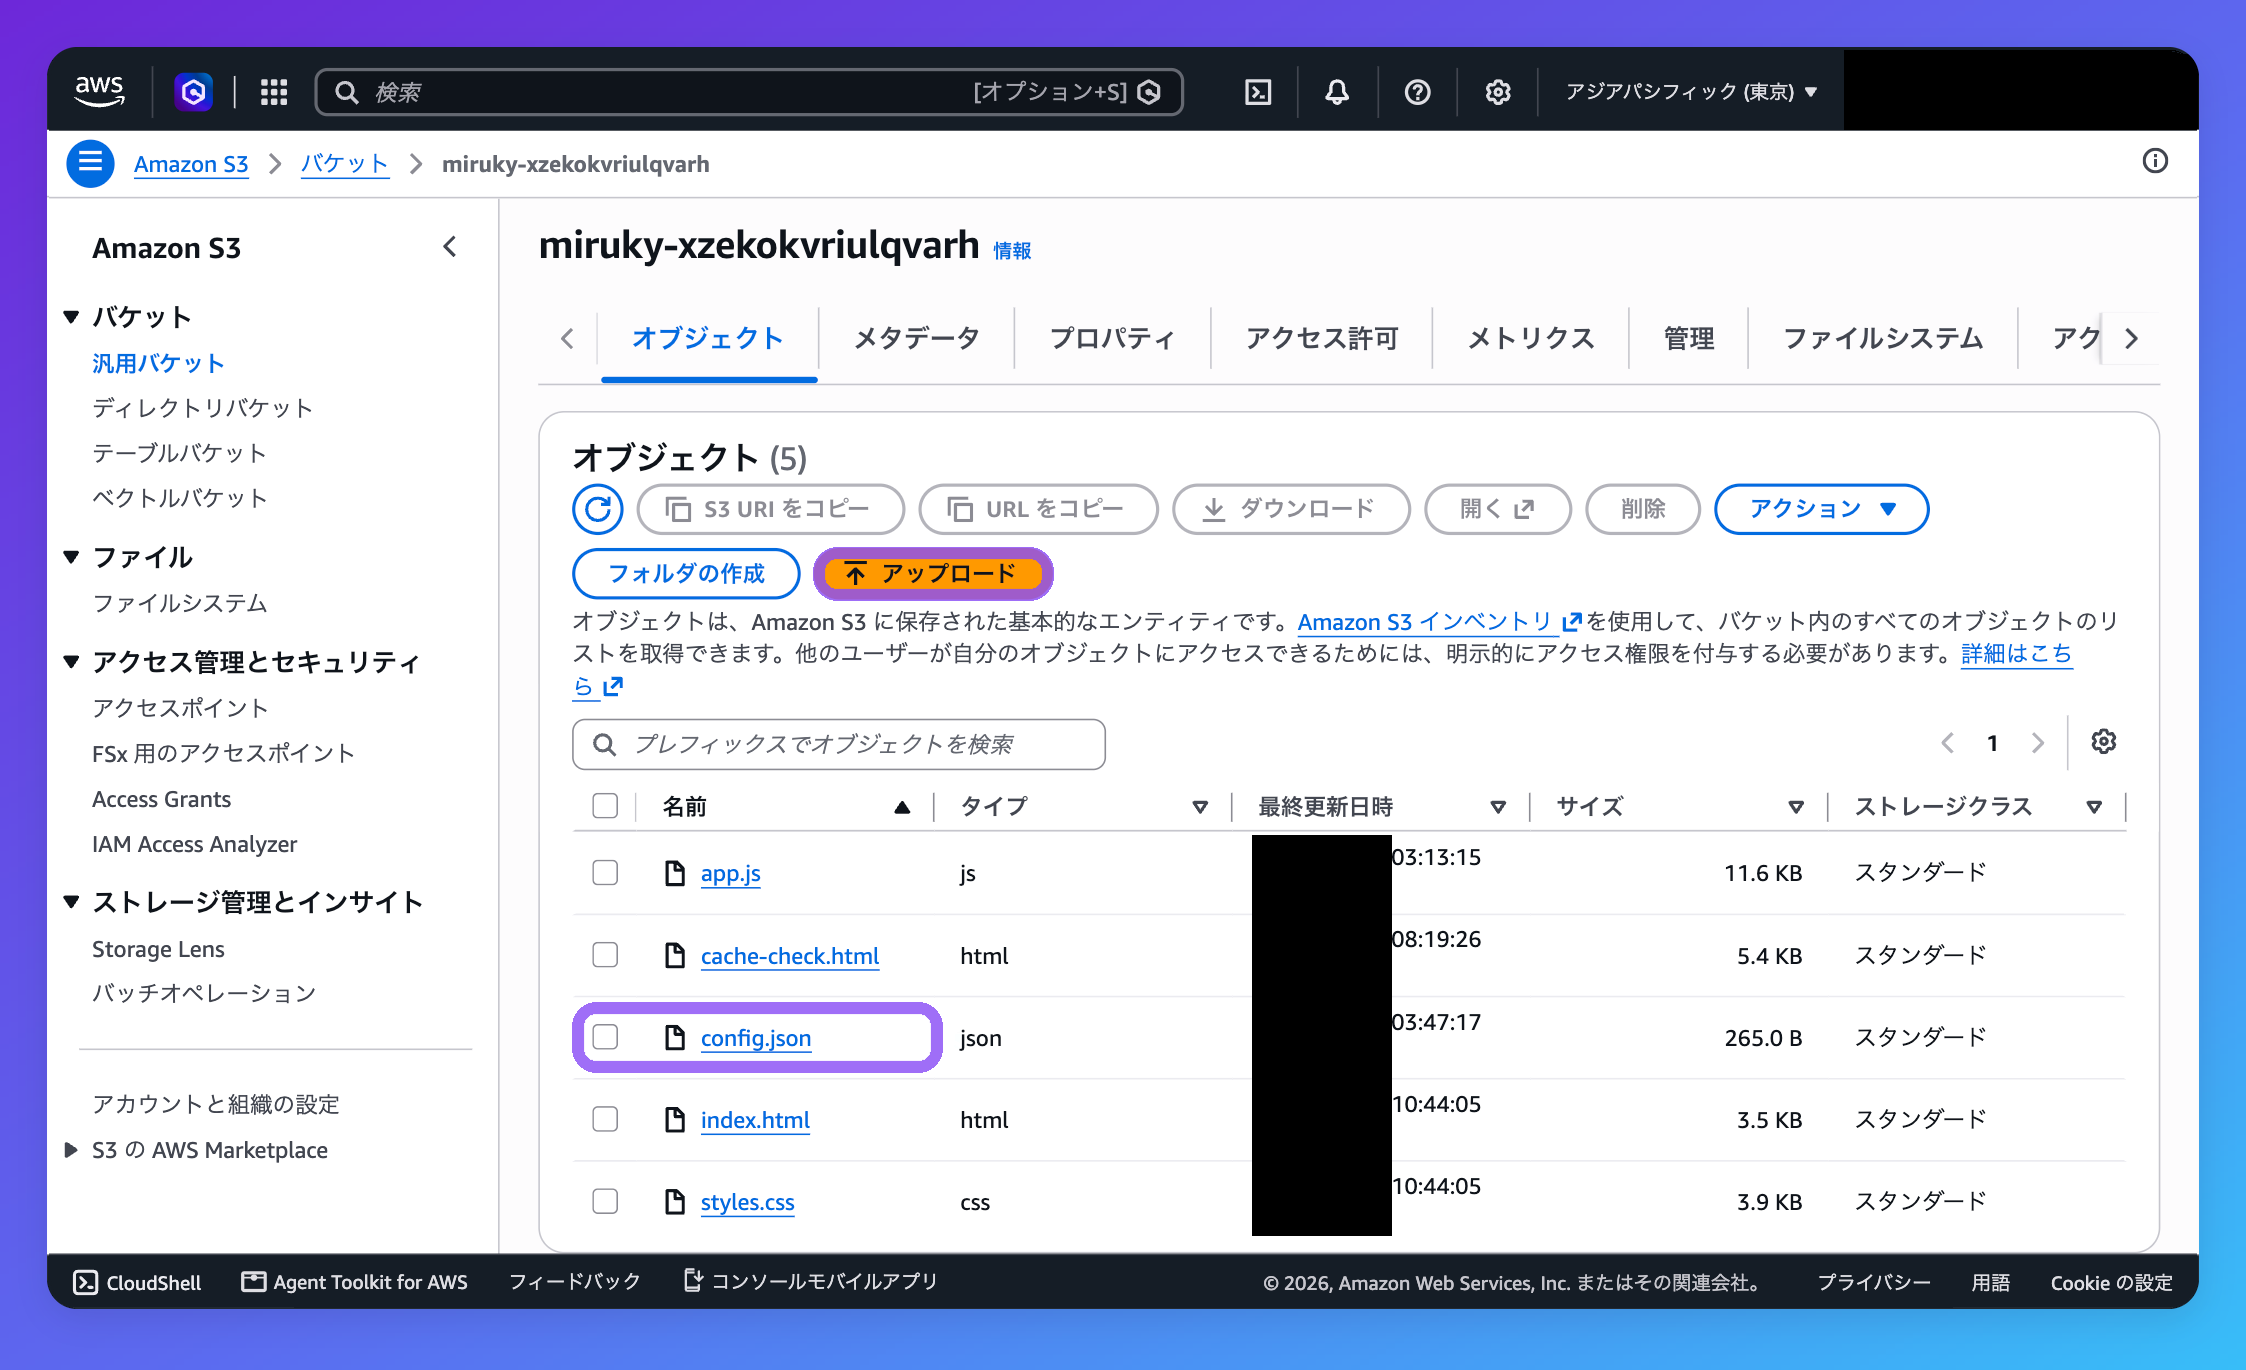 aws
検索
[オプション+S]
アジアパシフィック (東京) ▼
Amazon S3
バケット
miruky-xzekokvriulqvarh
Amazon S3
バケット
汎用バケット
ディレクトリバケット
テーブルバケット
ベクトルバケット
ファイル
ファイルシステム
アクセス管理とセキュリティ
アクセスポイント
FSx 用のアクセスポイント
Access Grants
IAM Access Analyzer
ストレージ管理とインサイト
Storage Lens
バッチオペレーション
アカウントと組織の設定
S3 の AWS Marketplace
miruky-xzekokvriulqvarh 情報
オブジェクト メタデータ プロパティ アクセス許可 メトリクス 管理 ファイルシステム アク
オブジェクト (5)
S3 URI をコピー URL をコピー ダウンロード 開く 削除 アクション
フォルダの作成 アップロード
オブジェクトは、Amazon S3 に保存された基本的なエンティティです。Amazon S3 インベントリ を使用して、バケット内のすべてのオブジェクトのリ
ストを取得できます。他のユーザーが自分のオブジェクトにアクセスできるためには、明示的にアクセス権限を付与する必要があります。詳細はこち
ら
プレフィックスでオブジェクトを検索
1
名前 タイプ 最終更新日時 サイズ ストレージクラス
app.js js 03:13:15 11.6 KB スタンダード
cache-check.html html 08:19:26 5.4 KB スタンダード
config.json json 03:47:17 265.0 B スタンダード
index.html html 10:44:05 3.5 KB スタンダード
styles.css css 10:44:05 3.9 KB スタンダード
CloudShell Agent Toolkit for AWS フィードバック コンソールモバイルアプリ © 2026, Amazon Web Services, Inc. またはその関連会社。 プライバシー 用語 Cookie の設定